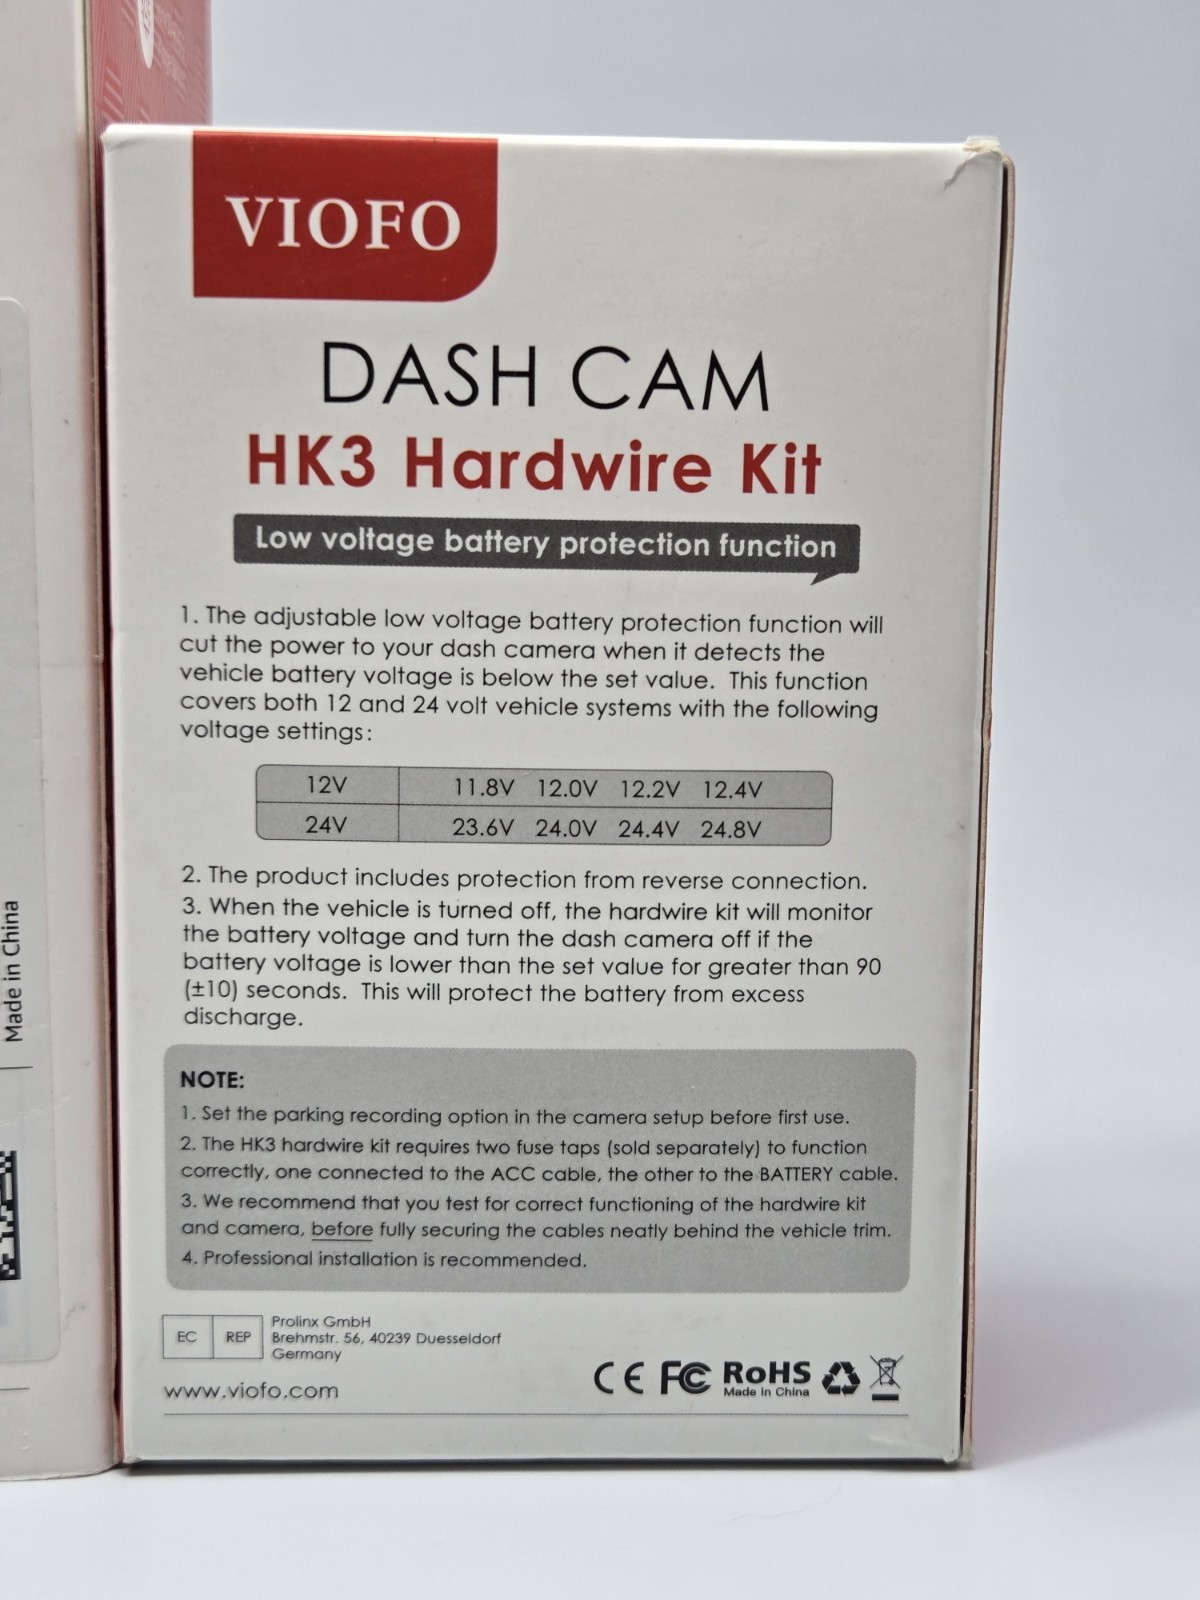 VIOFO
DASH CAM
HK3 Hardwire Kit
Low voltage battery protection function
1. The adjustable low voltage battery protection function will
cut the power to your dash camera when it detects the
vehicle battery voltage is below the set value. This function
covers both 12 and 24 volt vehicle systems with the following
voltage settings:
12V 11.8V 12.0V 12.2V 12.4V
24V 23.6V 24.0V 24.4V 24.8V
2. The product includes protection from reverse connection.
3. When the vehicle is turned off, the hardwire kit will monitor
the battery voltage and turn the dash camera off if the
battery voltage is lower than the set value for greater than 90
(±10) seconds. This will protect the battery from excess
discharge.
NOTE:
1. Set the parking recording option in the camera setup before first use.
2. The HK3 hardwire kit requires two fuse taps (sold separately) to function
correctly, one connected to the ACC cable, the other to the BATTERY cable.
3. We recommend that you test for correct functioning of the hardwire kit
and camera, before fully securing the cables neatly behind the vehicle trim.
4. Professional installation is recommended.
EC REP
Prolinx GmbH
Brehmstr. 56, 40239 Duesseldorf
Germany
www.viofo.com
CE FC RoHS
Made in China
Made in China